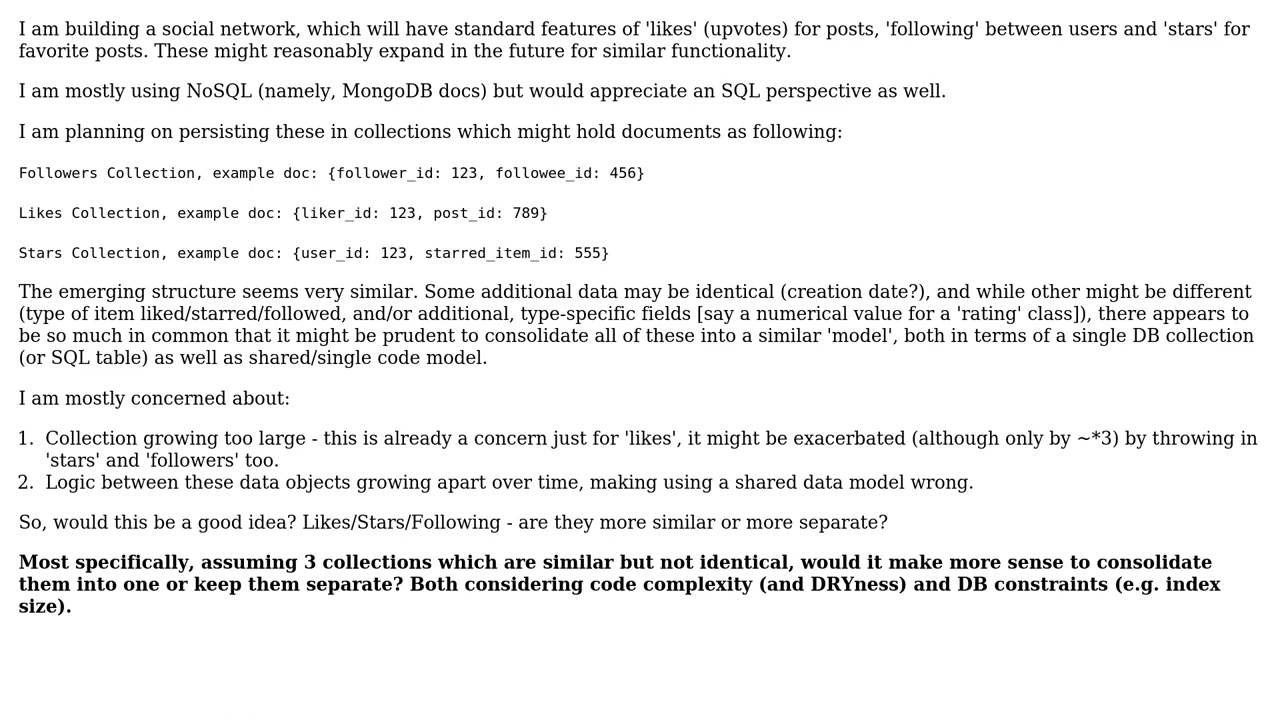 I am building a social network, which will have standard features of 'likes' (upvotes) for posts, 'following' between users and 'stars' for
favorite posts. These might reasonably expand in the future for similar functionality.
I am mostly using NoSQL (namely, MongoDB docs) but would appreciate an SQL perspective as well.
I am planning on persisting these in collections which might hold documents as following:
Followers Collection, example doc: {follower_id: 123, followee_id: 456}
Likes Collection, example doc: {liker_id: 123, post_id: 789}
Stars Collection, example doc: {user_id: 123, starred_item_id: 555}
The emerging structure seems very similar. Some additional data may be identical (creation date?), and while other might be different
(type of item liked/starred/followed, and/or additional, type-specific fields [say a numerical value for a 'rating' class]), there appears to
be so much in common that it might be prudent to consolidate all of these into a similar 'model', both in terms of a single DB collection
(or SQL table) as well as shared/single code model.
I am mostly concerned about:
1. Collection growing too large - this is already a concern just for 'likes', it might be exacerbated (although only by ~*3) by throwing in
'stars' and 'followers' too.
2. Logic between these data objects growing apart over time, making using a shared data model wrong.
So, would this be a good idea? Likes/Stars/Following - are they more similar or more separate?
Most specifically, assuming 3 collections which are similar but not identical, would it make more sense to consolidate
them into one or keep them separate? Both considering code complexity (and DRYness) and DB constraints (e.g. index
size).